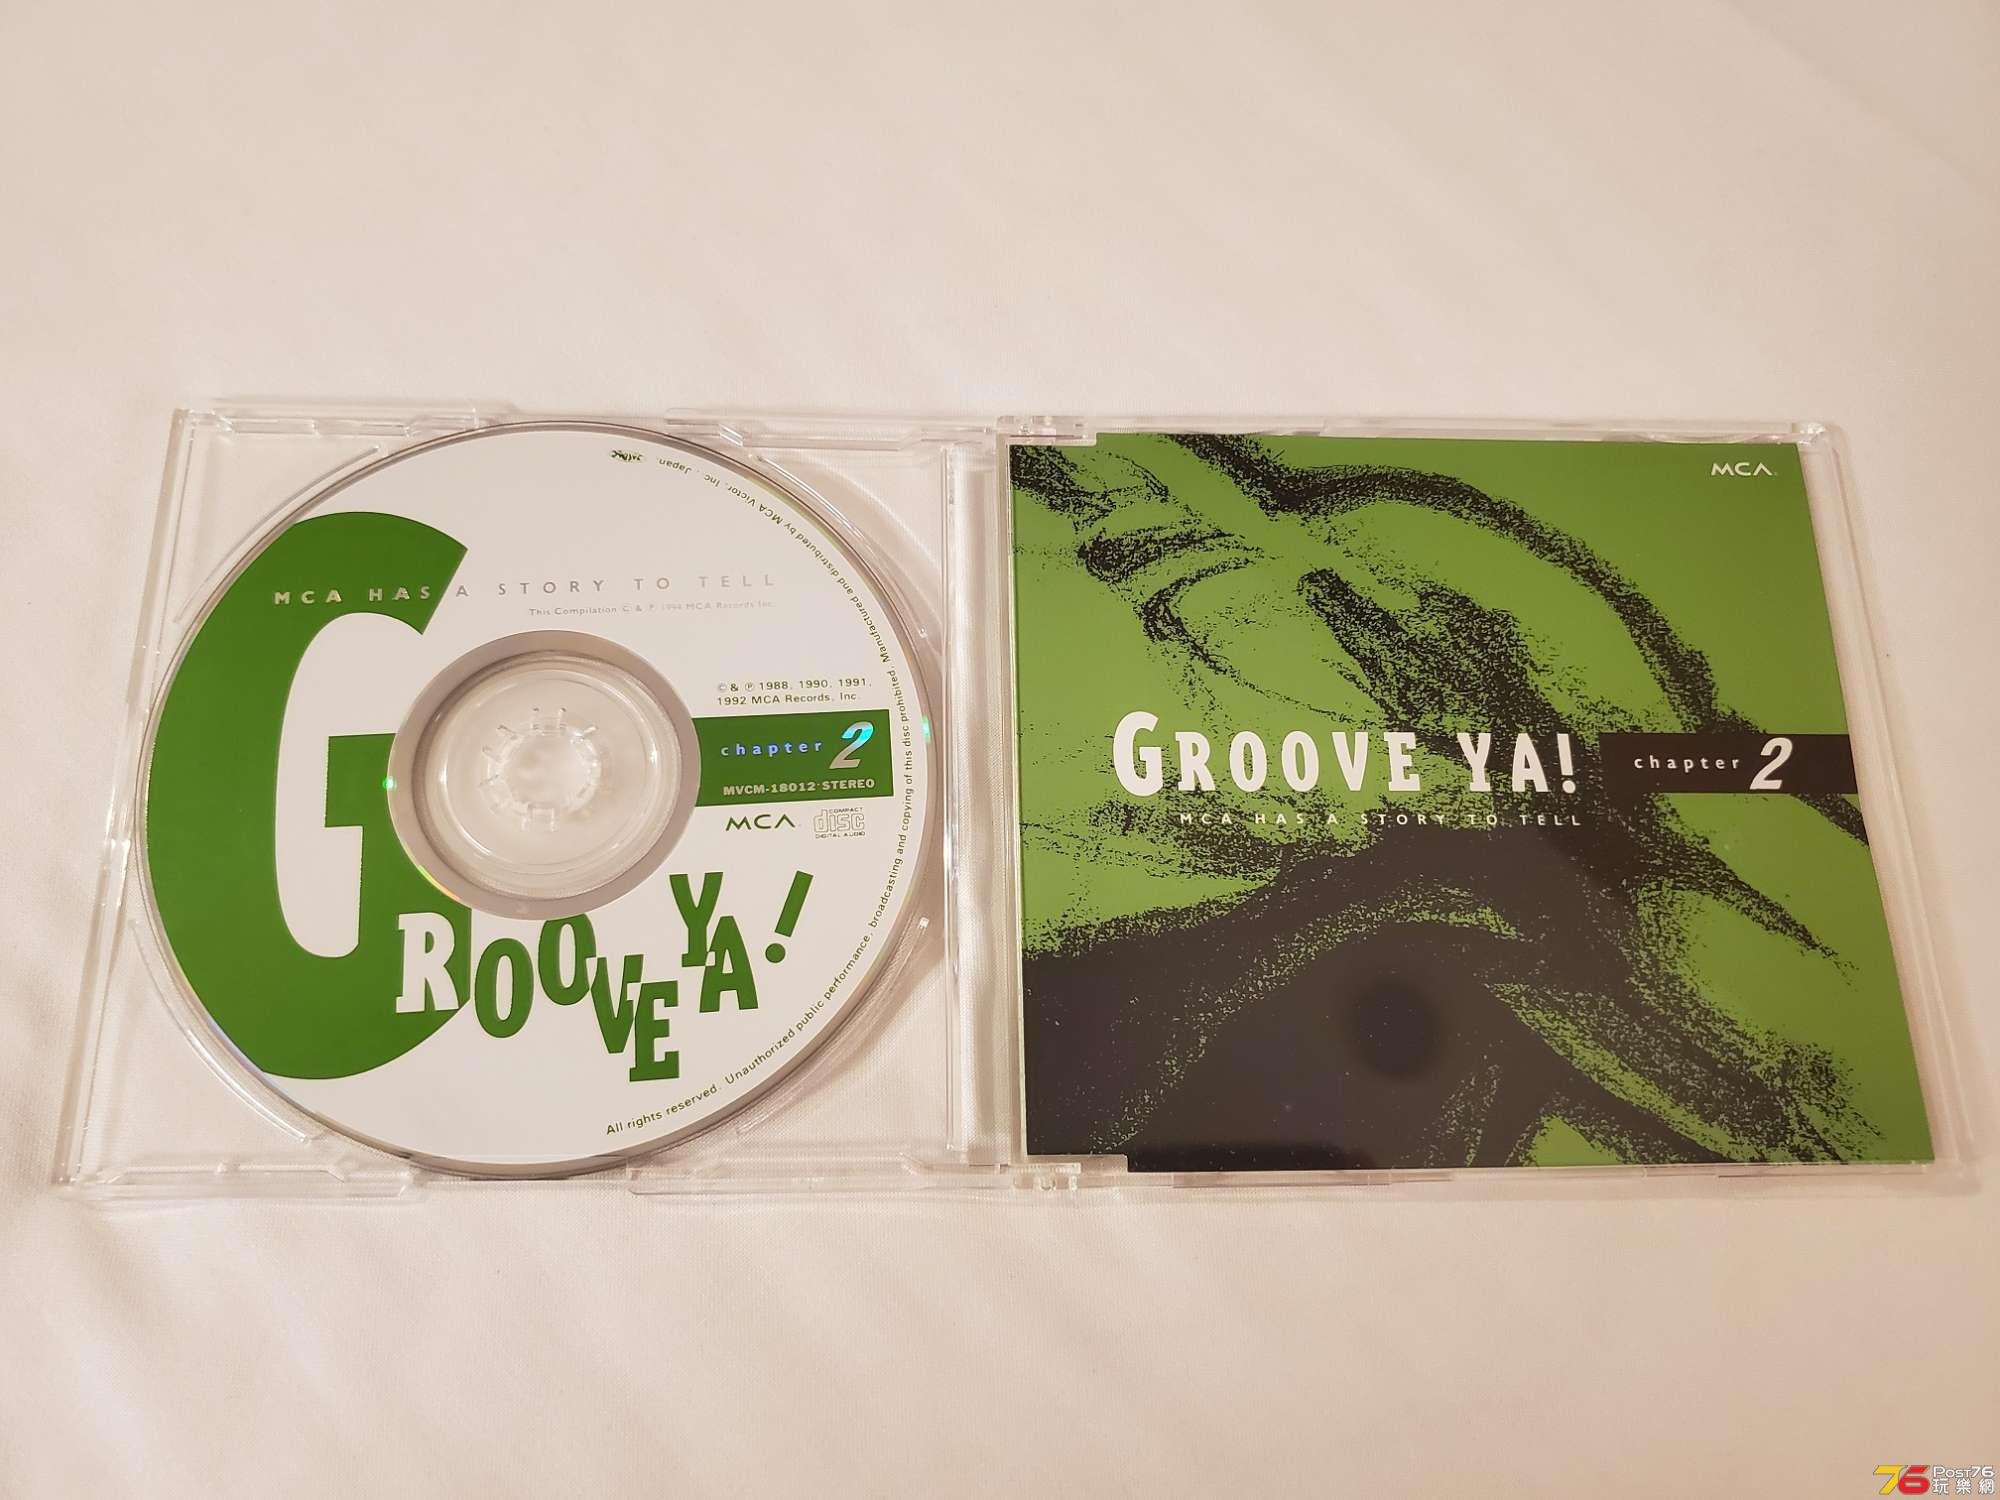 MCA HAS A STORY TO TELL
This Compilation C & P 1994 MCA Records Inc.
© & ℗ 1988, 1990, 1991,
1992 MCA Records, Inc.
chapter 2
MVCM-18012·STEREO
MCA
COMPACT
disc
DIGITAL AUDIO
GROOVE YA!
All rights reserved. Unauthorized public performance, broadcasting and copying of this disc prohibited. Manufactured and distributed by MCA Victor, Inc., Japan.
MCA
GROOVE YA! chapter 2
MCA HAS A STORY TO TELL
76 POST76
玩樂網